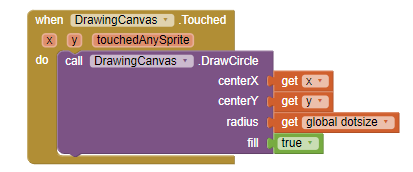 when DrawingCanvas .Touched
x y touchedAnySprite
do call DrawingCanvas .DrawCircle
centerX get x
centerY get y
radius get global dotsize
fill true